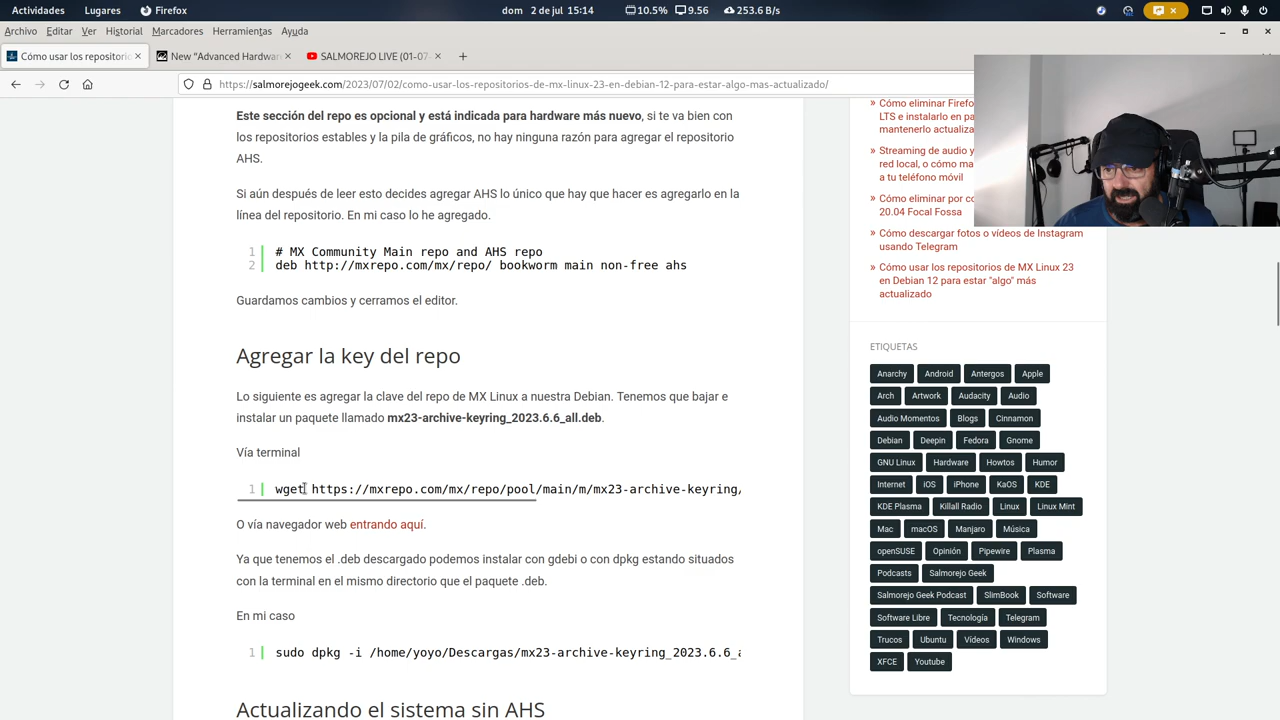 Actividades Lugares Firefox dom 2 de jul 15:14 10.5% 9.56 253.6 B/s
Archivo Editar Ver Historial Marcadores Herramientas Ayuda
Cómo usar los repositorio New "Advanced Hardwar SALMOREJO LIVE (01-07-
https://salmorejogeek.com/2023/07/02/como-usar-los-repositorios-de-mx-linux-23-en-debian-12-para-estar-algo-mas-actualizado/
Este sección del repo es opcional y está indicada para hardware más nuevo, si te va bien con
los repositorios estables y la pila de gráficos, no hay ninguna razón para agregar el repositorio
AHS.
Si aún después de leer esto decides agregar AHS lo único que hay que hacer es agregarlo en la
línea del repositorio. En mi caso lo he agregado.
1 # MX Community Main repo and AHS repo
2 deb http://mxrepo.com/mx/repo/ bookworm main non-free ahs
Guardamos cambios y cerramos el editor.
Agregar la key del repo
Lo siguiente es agregar la clave del repo de MX Linux a nuestra Debian. Tenemos que bajar e
instalar un paquete llamado mx23-archive-keyring_2023.6.6_all.deb.
Vía terminal
1 wget https://mxrepo.com/mx/repo/pool/main/m/mx23-archive-keyring/
O vía navegador web entrando aquí.
Ya que tenemos el .deb descargado podemos instalar con gdebi o con dpkg estando situados
con la terminal en el mismo directorio que el paquete .deb.
En mi caso
1 sudo dpkg -i /home/yoyo/Descargas/mx23-archive-keyring_2023.6.6_a
Actualizando el sistema sin AHS
» Cómo eliminar Firefo
LTS e instalarlo en pa
mantenerlo actualiza
» Streaming de audio y
red local, o cómo ma
a tu teléfono móvil
» Cómo eliminar por co
20.04 Focal Fossa
» Cómo descargar fotos o vídeos de Instagram
usando Telegram
» Cómo usar los repositorios de MX Linux 23
en Debian 12 para estar "algo" más
actualizado
ETIQUETAS
Anarchy Android Antergos Apple
Arch Artwork Audacity Audio
Audio Momentos Blogs Cinnamon
Debian Deepin Fedora Gnome
GNU Linux Hardware Howtos Humor
Internet iOS iPhone KaOS KDE
KDE Plasma Killall Radio Linux Linux Mint
Mac macOS Manjaro Música
openSUSE Opinión Pipewire Plasma
Podcasts Salmorejo Geek
Salmorejo Geek Podcast SlimBook Software
Software Libre Tecnología Telegram
Trucos Ubuntu Vídeos Windows
XFCE Youtube